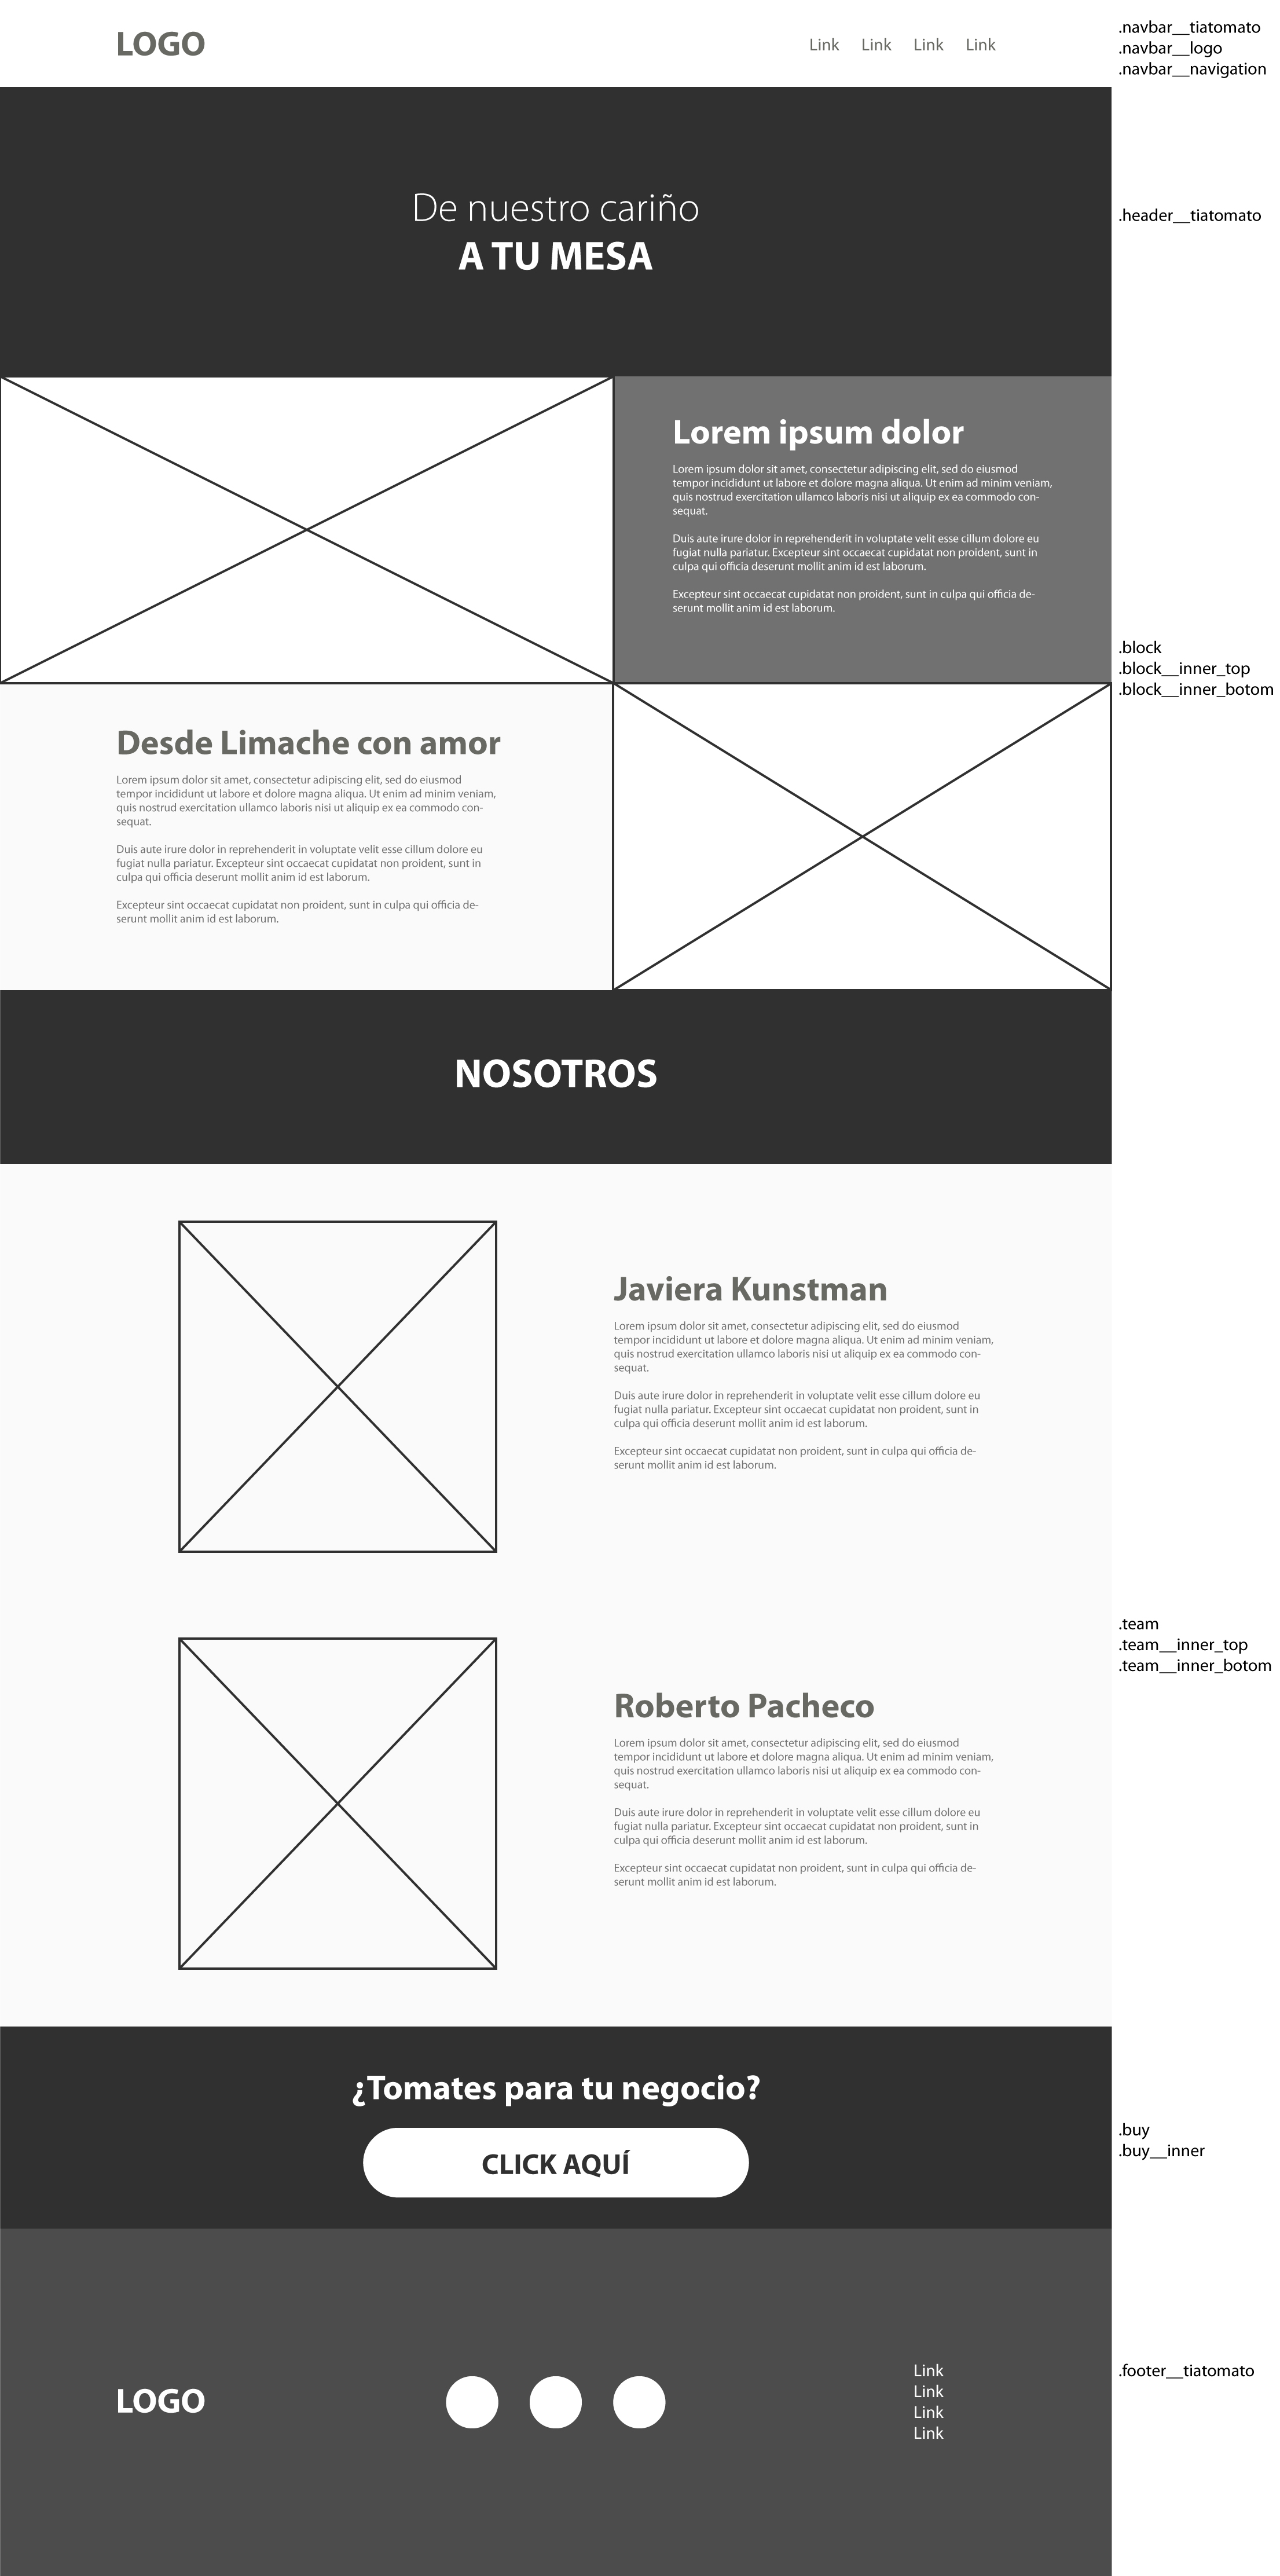 LOGO
Link Link Link Link
.navbar__tiatomato
.navbar__logo
.navbar__navigation
De nuestro cariño
A TU MESA
.header__tiatomato
Lorem ipsum dolor
Lorem ipsum dolor sit amet, consectetur adipiscing elit, sed do eiusmod
tempor incididunt ut labore et dolore magna aliqua. Ut enim ad minim veniam,
quis nostrud exercitation ullamco laboris nisi ut aliquip ex ea commodo con-
sequat.
Duis aute irure dolor in reprehenderit in voluptate velit esse cillum dolore eu
fugiat nulla pariatur. Excepteur sint occaecat cupidatat non proident, sunt in
culpa qui officia deserunt mollit anim id est laborum.
Excepteur sint occaecat cupidatat non proident, sunt in culpa qui officia de-
serunt mollit anim id est laborum.
.block
.block__inner_top
.block__inner_botom
Desde Limache con amor
Lorem ipsum dolor sit amet, consectetur adipiscing elit, sed do eiusmod
tempor incididunt ut labore et dolore magna aliqua. Ut enim ad minim veniam,
quis nostrud exercitation ullamco laboris nisi ut aliquip ex ea commodo con-
sequat.
Duis aute irure dolor in reprehenderit in voluptate velit esse cillum dolore eu
fugiat nulla pariatur. Excepteur sint occaecat cupidatat non proident, sunt in
culpa qui officia deserunt mollit anim id est laborum.
Excepteur sint occaecat cupidatat non proident, sunt in culpa qui officia de-
serunt mollit anim id est laborum.
NOSOTROS
Javiera Kunstman
Lorem ipsum dolor sit amet, consectetur adipiscing elit, sed do eiusmod
tempor incididunt ut labore et dolore magna aliqua. Ut enim ad minim veniam,
quis nostrud exercitation ullamco laboris nisi ut aliquip ex ea commodo con-
sequat.
Duis aute irure dolor in reprehenderit in voluptate velit esse cillum dolore eu
fugiat nulla pariatur. Excepteur sint occaecat cupidatat non proident, sunt in
culpa qui officia deserunt mollit anim id est laborum.
Excepteur sint occaecat cupidatat non proident, sunt in culpa qui officia de-
serunt mollit anim id est laborum.
.team
.team__inner_top
.team__inner_botom
Roberto Pacheco
Lorem ipsum dolor sit amet, consectetur adipiscing elit, sed do eiusmod
tempor incididunt ut labore et dolore magna aliqua. Ut enim ad minim veniam,
quis nostrud exercitation ullamco laboris nisi ut aliquip ex ea commodo con-
sequat.
Duis aute irure dolor in reprehenderit in voluptate velit esse cillum dolore eu
fugiat nulla pariatur. Excepteur sint occaecat cupidatat non proident, sunt in
culpa qui officia deserunt mollit anim id est laborum.
Excepteur sint occaecat cupidatat non proident, sunt in culpa qui officia de-
serunt mollit anim id est laborum.
¿Tomates para tu negocio?
CLICK AQUÍ
.buy
.buy__inner
LOGO
Link
Link
Link
Link
.footer__tiatomato